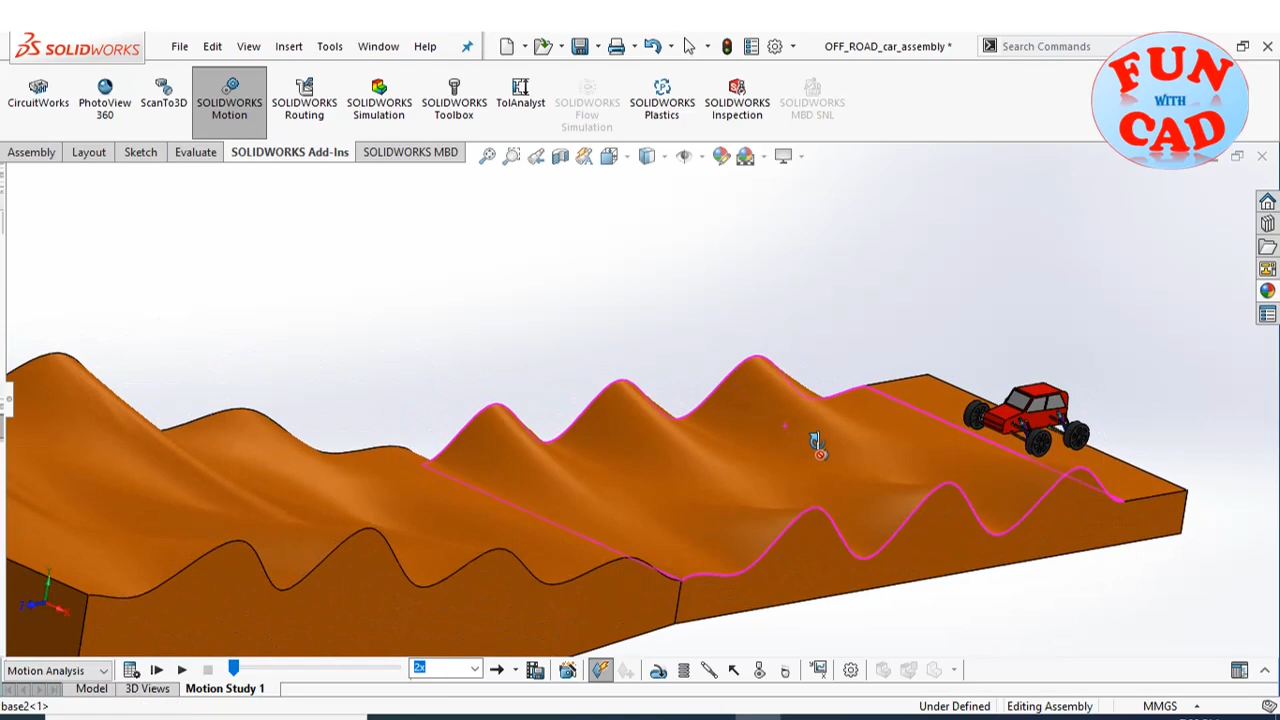 SOLIDWORKS
File Edit View Insert Tools Window Help
OFF_ROAD_car_assembly *
Search Commands
FUN
WITH
CAD
CircuitWorks
PhotoView
360
ScanTo3D
SOLIDWORKS
Motion
SOLIDWORKS
Routing
SOLIDWORKS
Simulation
SOLIDWORKS
Toolbox
TolAnalyst
SOLIDWORKS
Flow
Simulation
SOLIDWORKS
Plastics
SOLIDWORKS
Inspection
SOLIDWORKS
MBD SNL
Assembly Layout Sketch Evaluate SOLIDWORKS Add-Ins SOLIDWORKS MBD
Motion Analysis
2x
Model 3D Views Motion Study 1
base2<1>
Under Defined Editing Assembly MMGS